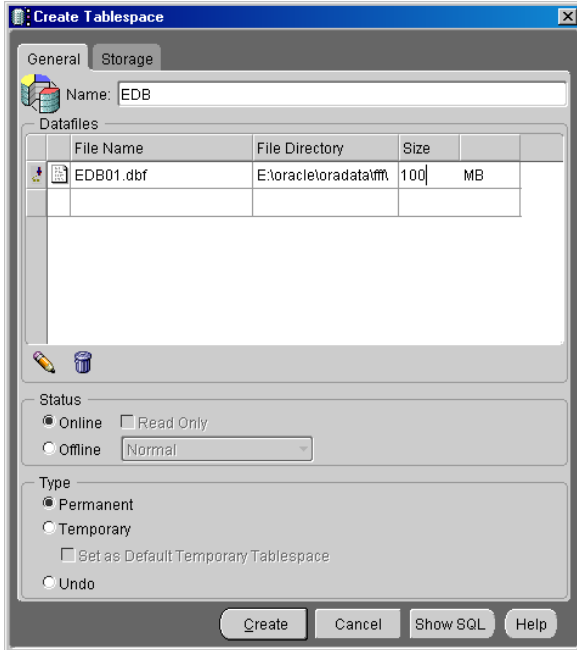 Create Tablespace
General Storage
Name: EDB
Datafiles
File Name File Directory Size
EDB01.dbf E:\oracle\oradata\fff\ 100 MB
Status
Online Read Only
Offline Normal
Type
Permanent
Temporary
Set as Default Temporary Tablespace
Undo
Create Cancel Show SQL Help